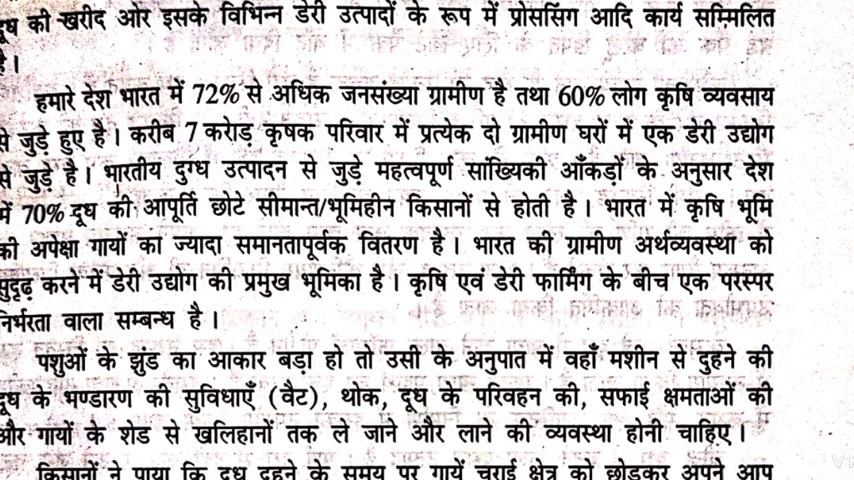 दूध की खरीद और इसके विभिन्न डेरी उत्पादों के रूप में प्रोसेसिंग आदि कार्य सम्मिलित
है।
हमारे देश भारत में 72% से अधिक जनसंख्या ग्रामीण है तथा 60% लोग कृषि व्यवसाय
से जुड़े हुए है। करीब 7 करोड़ कृषक परिवार में प्रत्येक दो ग्रामीण घरों में एक डेरी उद्योग
से जुड़े है। भारतीय दुग्ध उत्पादन से जुड़े महत्वपूर्ण सांख्यिकी आँकड़ों के अनुसार देश
में 70% दूध की आपूर्ति छोटे सीमान्त/भूमिहीन किसानों से होती है। भारत में कृषि भूमि
की अपेक्षा गायों का ज्यादा समानतापूर्वक वितरण है। भारत की ग्रामीण अर्थव्यवस्था को
सुदृढ़ करने में डेरी उद्योग की प्रमुख भूमिका है। कृषि एवं डेरी फार्मिंग के बीच एक परस्पर
निर्भरता वाला सम्बन्ध है।
पशुओं के झुंड का आकार बड़ा हो तो उसी के अनुपात में वहाँ मशीन से दुहने की
दूध के भण्डारण की सुविधाएँ (वैट), थोक, दूध के परिवहन की, सफाई क्षमताओं की
और गायों के शेड से खलिहानों तक ले जाने और लाने की व्यवस्था होनी चाहिए।
किसानों ने पाया कि दूध दुहने के समय पर गायें चराई क्षेत्र को छोड़कर अपने आप